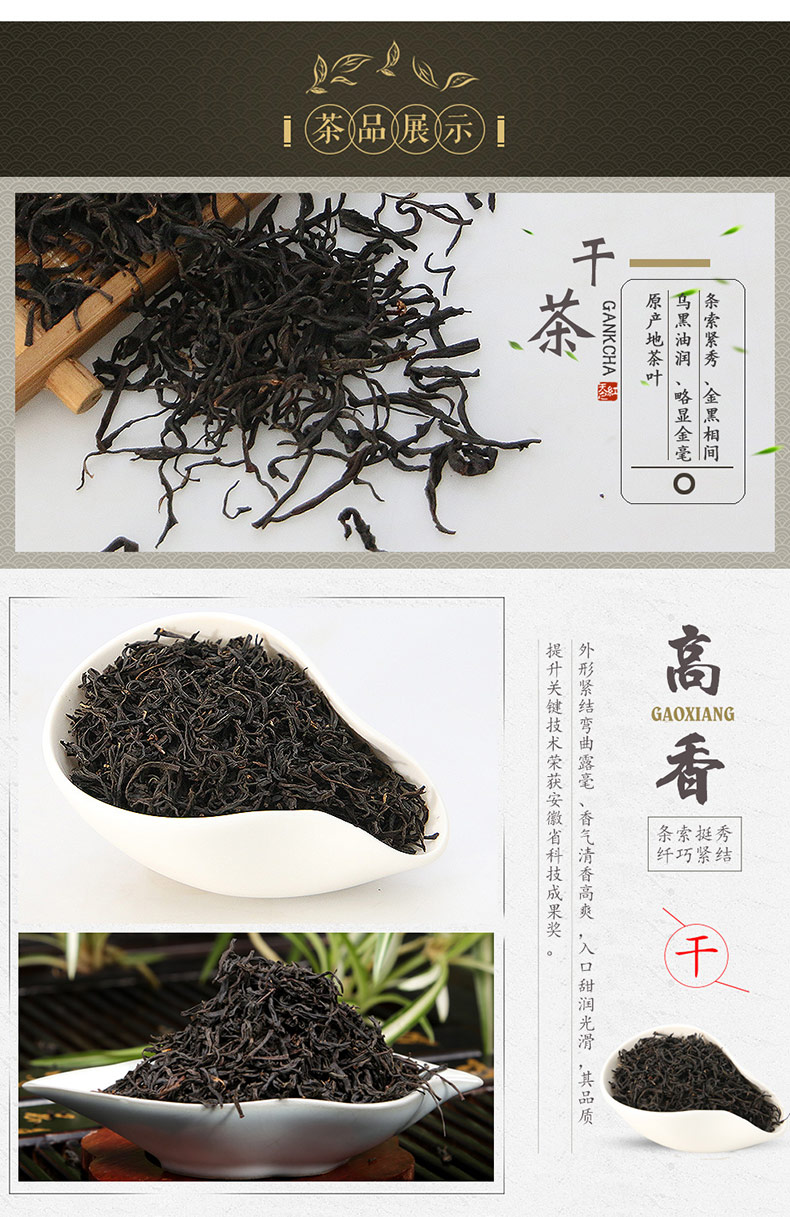 茶品展示
干茶
GANKCHA
条索紧秀、金黑相间
乌黑油润、略显金毫
原产地茶叶
高香
GAOXIANG
条索挺秀
纤巧紧结
外形紧结弯曲露毫、香气清香高爽,入口甜润光滑,其品质
提升关键技术荣获安徽省科技成果奖。
干